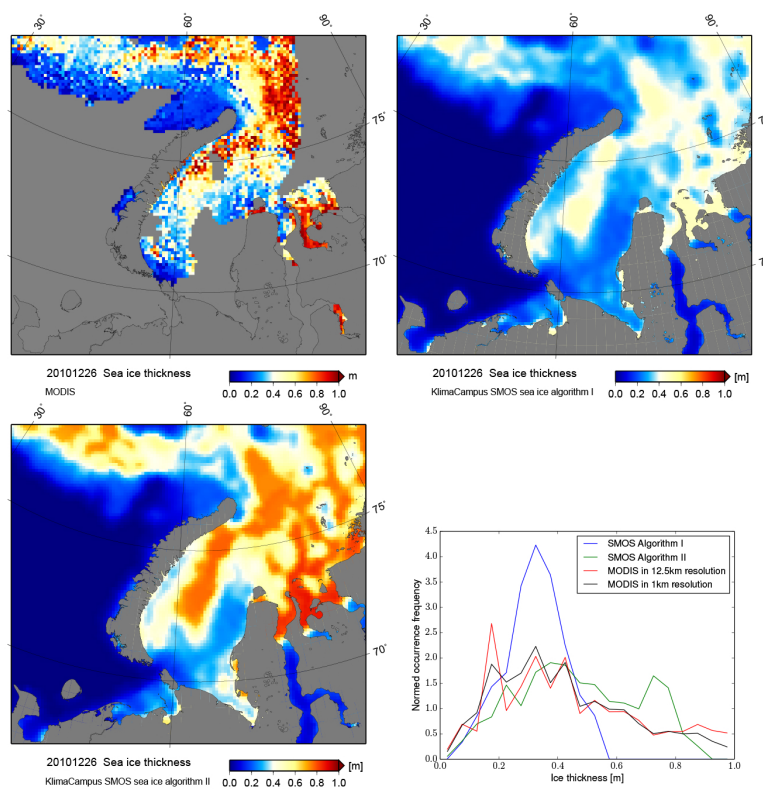 30° 60° 90°
75°
70°
20101226 Sea ice thickness
MODIS
0.0 0.2 0.4 0.6 0.8 1.0 m
30° 60° 90°
75°
70°
20101226 Sea ice thickness
KlimaCampus SMOS sea ice algorithm I
0.0 0.2 0.4 0.6 0.8 1.0 [m]
30° 60° 90°
75°
70°
20101226 Sea ice thickness
KlimaCampus SMOS sea ice algorithm II
0.0 0.2 0.4 0.6 0.8 1.0 [m]
SMOS Algorithm I
SMOS Algorithm II
MODIS in 12.5km resolution
MODIS in 1km resolution
Normed occurrence frequency
4.5
4.0
3.5
3.0
2.5
2.0
1.5
1.0
0.5
0.0
0.0 0.2 0.4 0.6 0.8 1.0
Ice thickness [m]